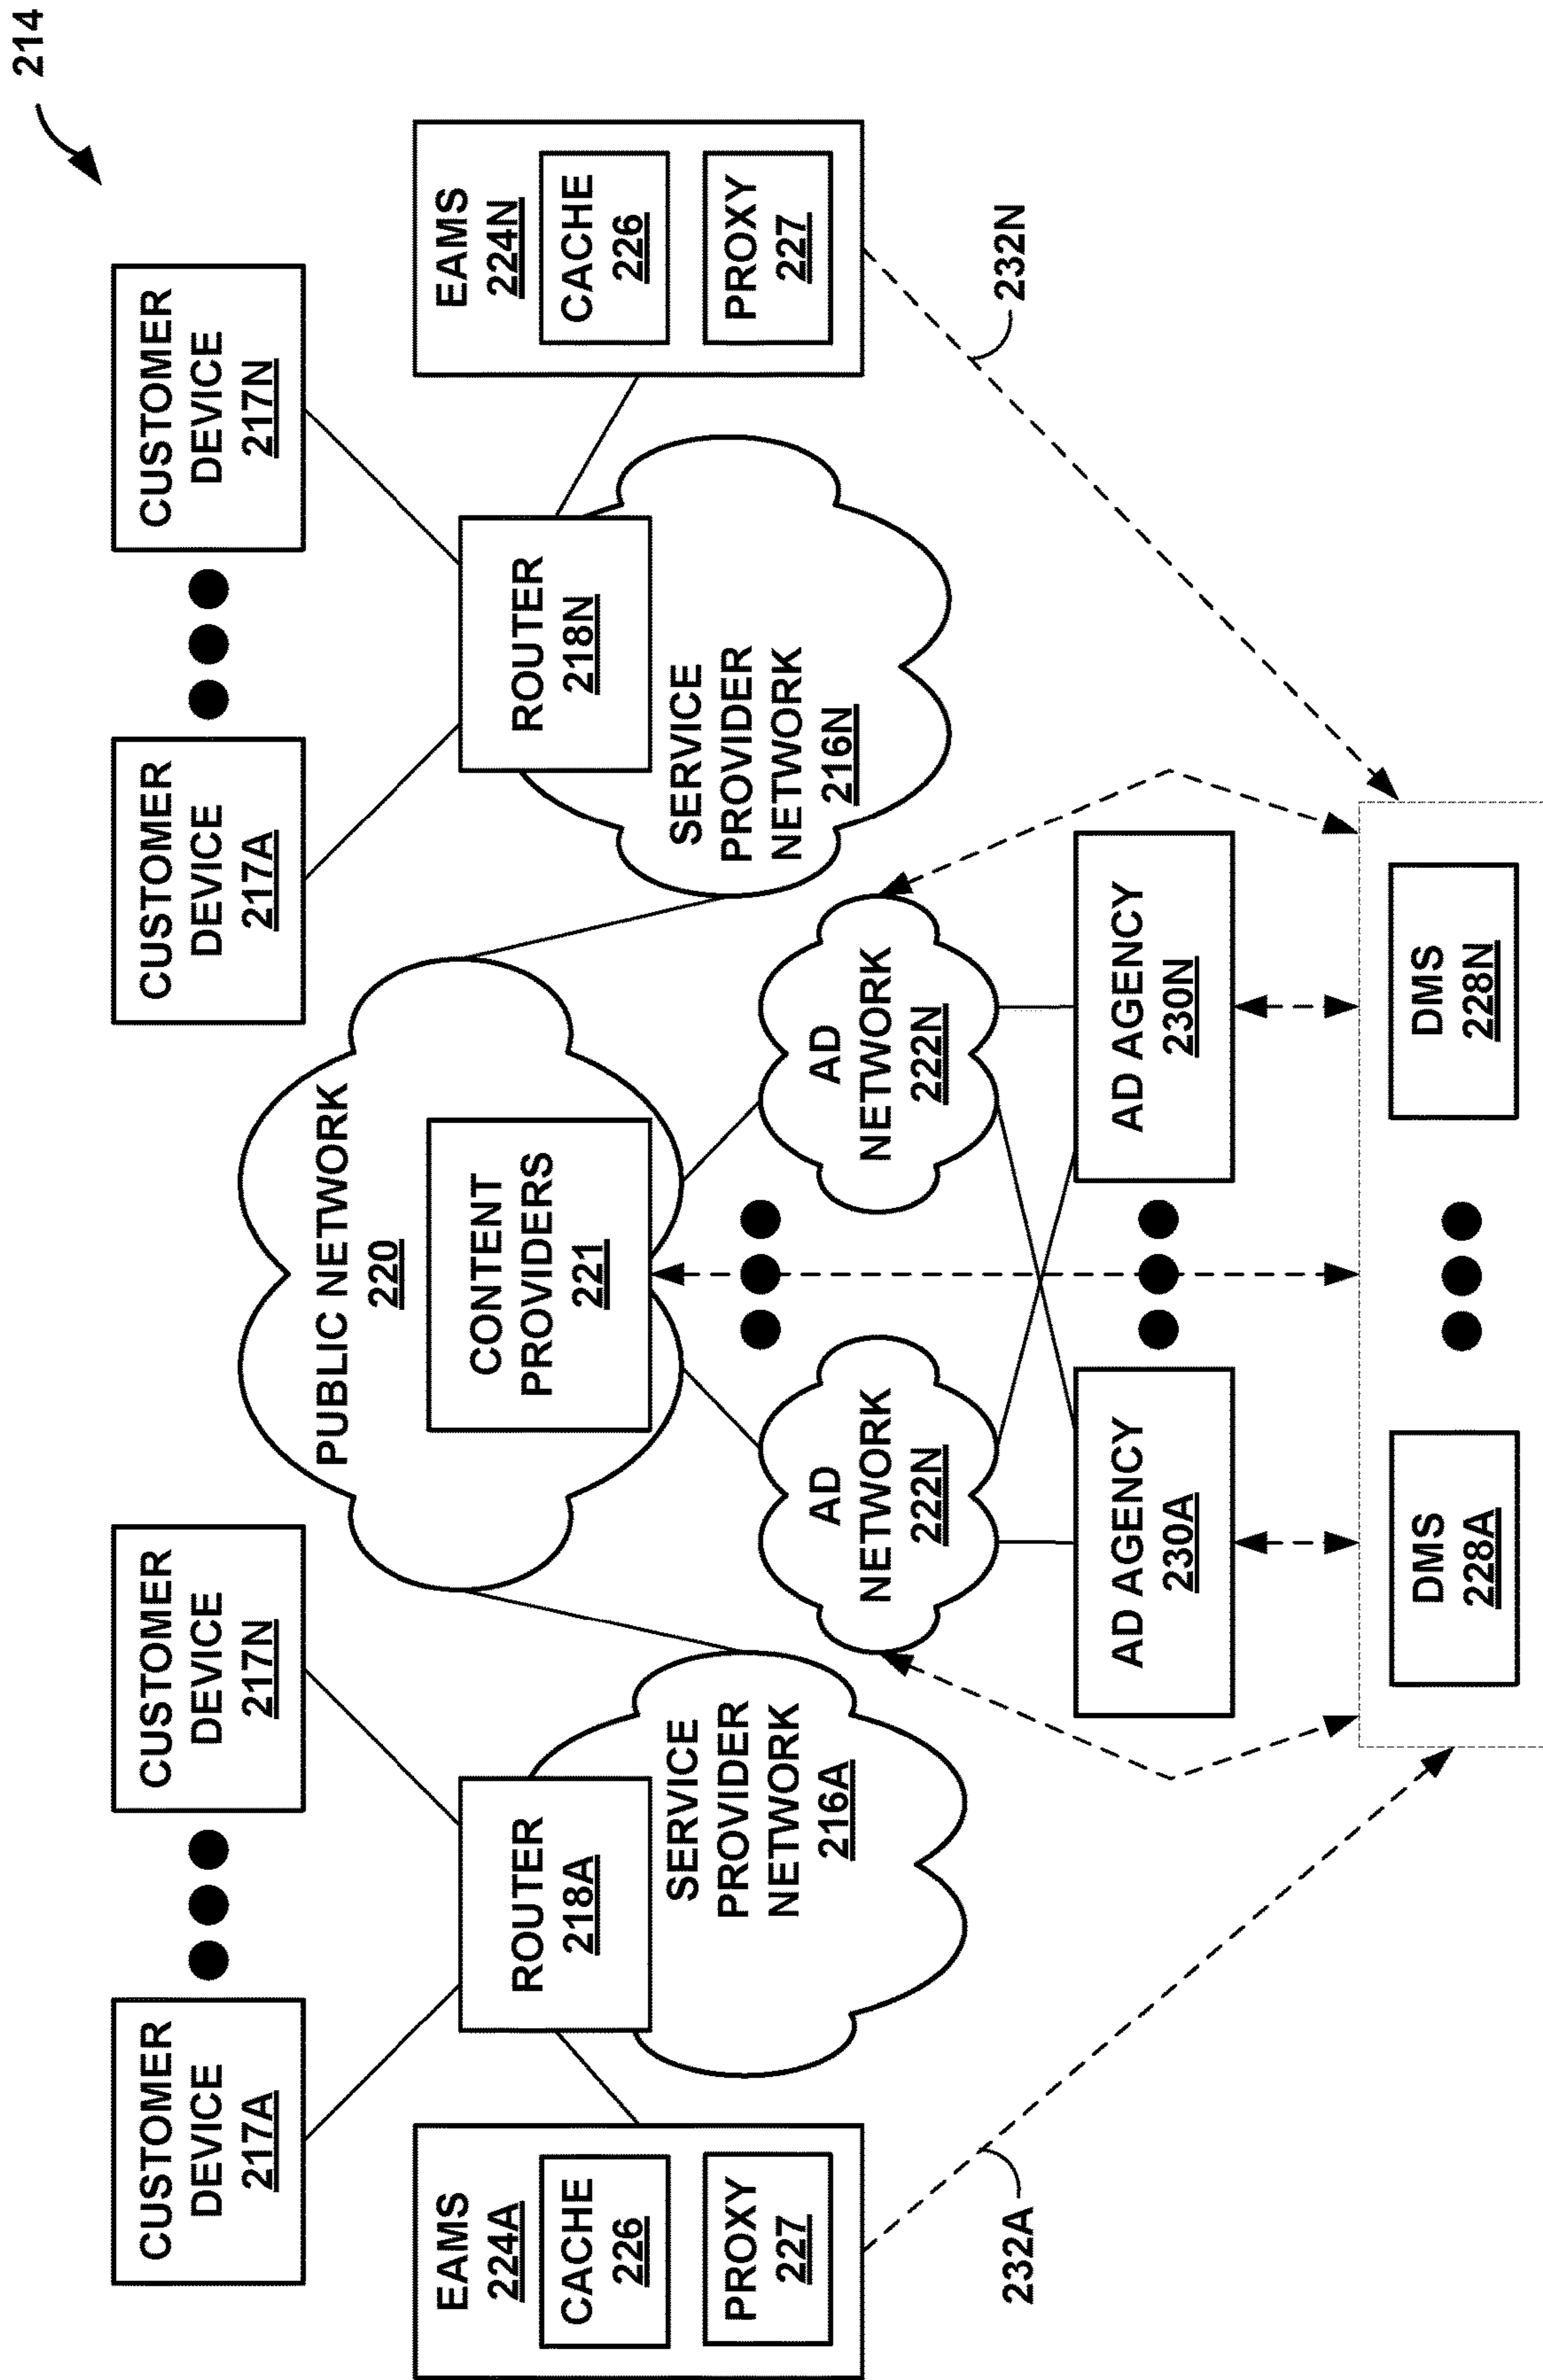 214
CUSTOMER
DEVICE
217A
CUSTOMER
DEVICE
217N
CUSTOMER
DEVICE
217A
CUSTOMER
DEVICE
217N
PUBLIC NETWORK
220
CONTENT
PROVIDERS
221
EAMS
224A
CACHE
226
PROXY
227
ROUTER
218A
SERVICE
PROVIDER
NETWORK
216A
ROUTER
218N
SERVICE
PROVIDER
NETWORK
216N
EAMS
224N
CACHE
226
PROXY
227
AD
NETWORK
222N
AD
NETWORK
222N
232A
232N
AD AGENCY
230A
AD AGENCY
230N
DMS
228A
DMS
228N